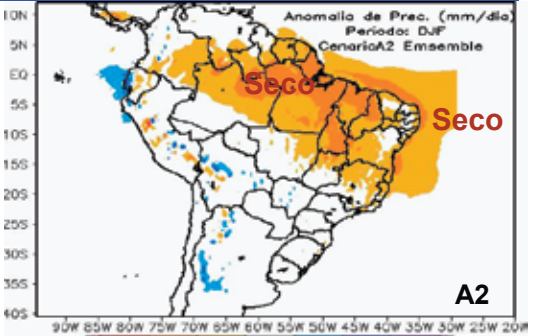 Anomalia de Prec. (mm/dia)
Periodo: DJF
CenarioA2 Emsemble
10N
5N
EQ
5S
10S
15S
20S
25S
30S
35S
40S
Seco
Seco
A2
90W 85W 80W 75W 70W 65W 60W 55W 50W 45W 40W 35W 30W 25W 20W